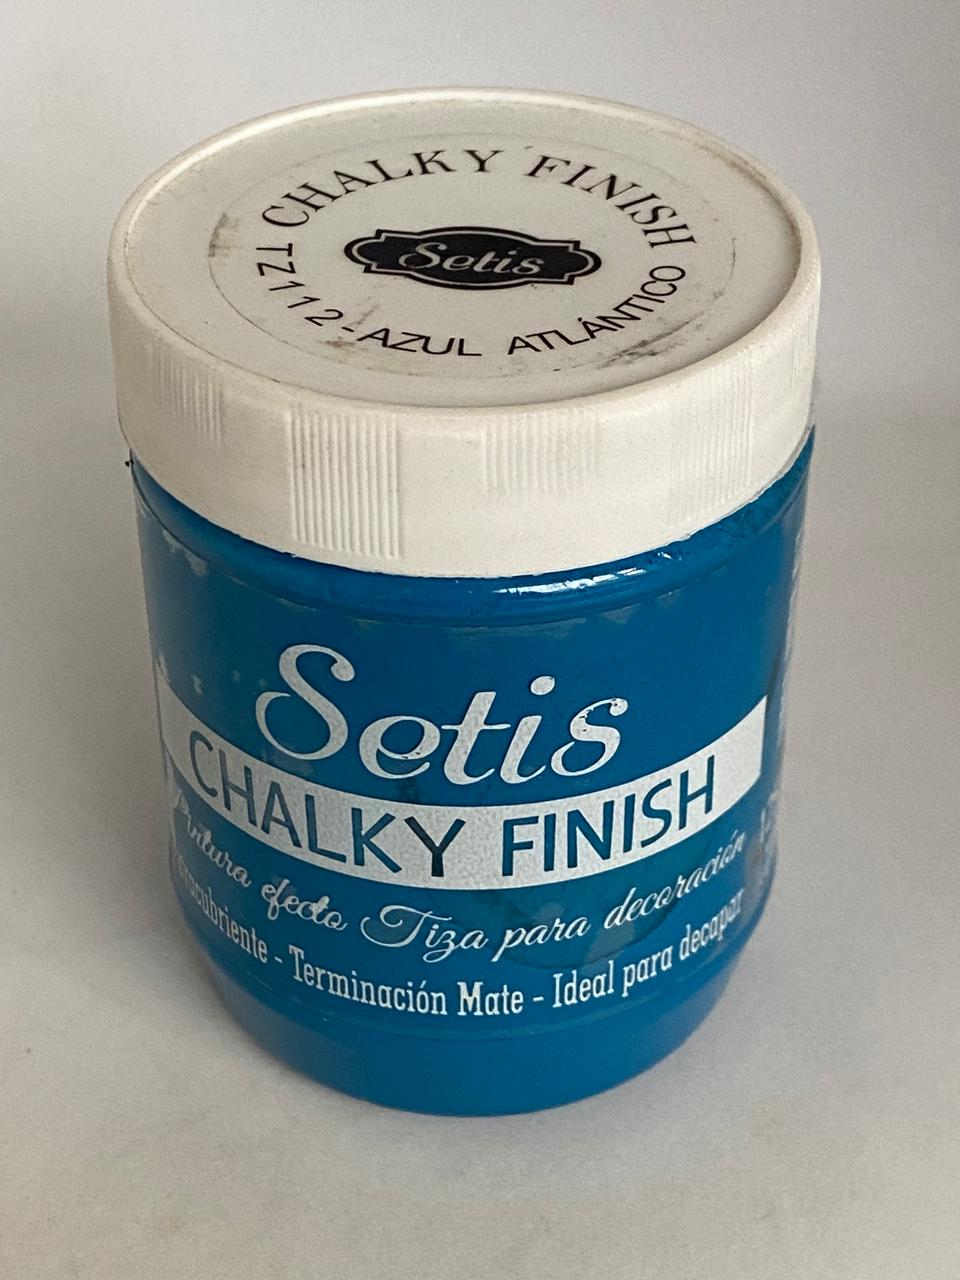 CHALKY FINISH
Setis
TZ112-AZUL ATLÁNTICO
Setis
CHALKY FINISH
Pintura efecto Tiza para decoración
- Terminación Mate - Ideal para decapar